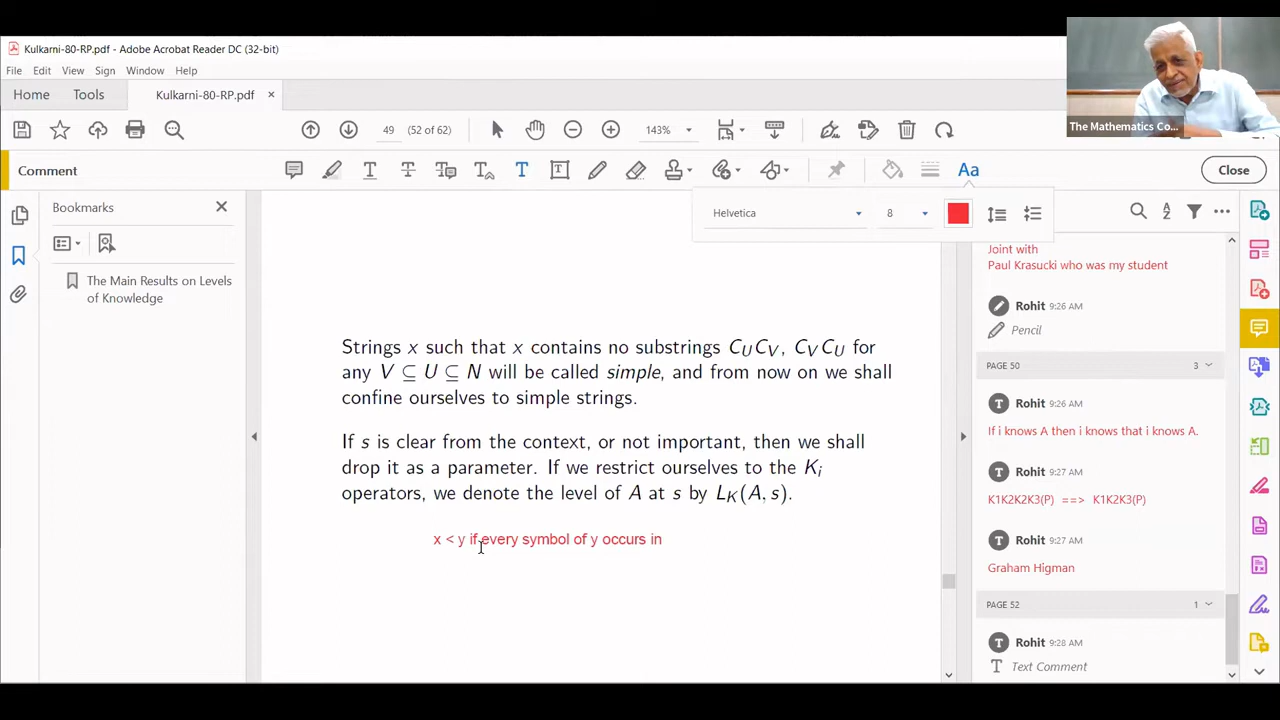 Kulkarni-80-RP.pdf - Adobe Acrobat Reader DC (32-bit)
File Edit View Sign Window Help
Home Tools Kulkarni-80-RP.pdf ×
49 (52 of 62) 143%
The Mathematics Co...
Comment Aa Close
Bookmarks
Helvetica 8
The Main Results on Levels
of Knowledge
Strings x such that x contains no substrings C_U C_V, C_V C_U for
any V ⊆ U ⊆ N will be called simple, and from now on we shall
confine ourselves to simple strings.
If s is clear from the context, or not important, then we shall
drop it as a parameter. If we restrict ourselves to the K_i
operators, we denote the level of A at s by L_K(A, s).
x < y if every symbol of y occurs in
Joint with
Paul Krasucki who was my student
Rohit 9:26 AM
Pencil
PAGE 50 3
Rohit 9:26 AM
If i knows A then i knows that i knows A.
Rohit 9:27 AM
K1K2K2K3(P) ==> K1K2K3(P)
Rohit 9:27 AM
Graham Higman
PAGE 52 1
Rohit 9:28 AM
Text Comment